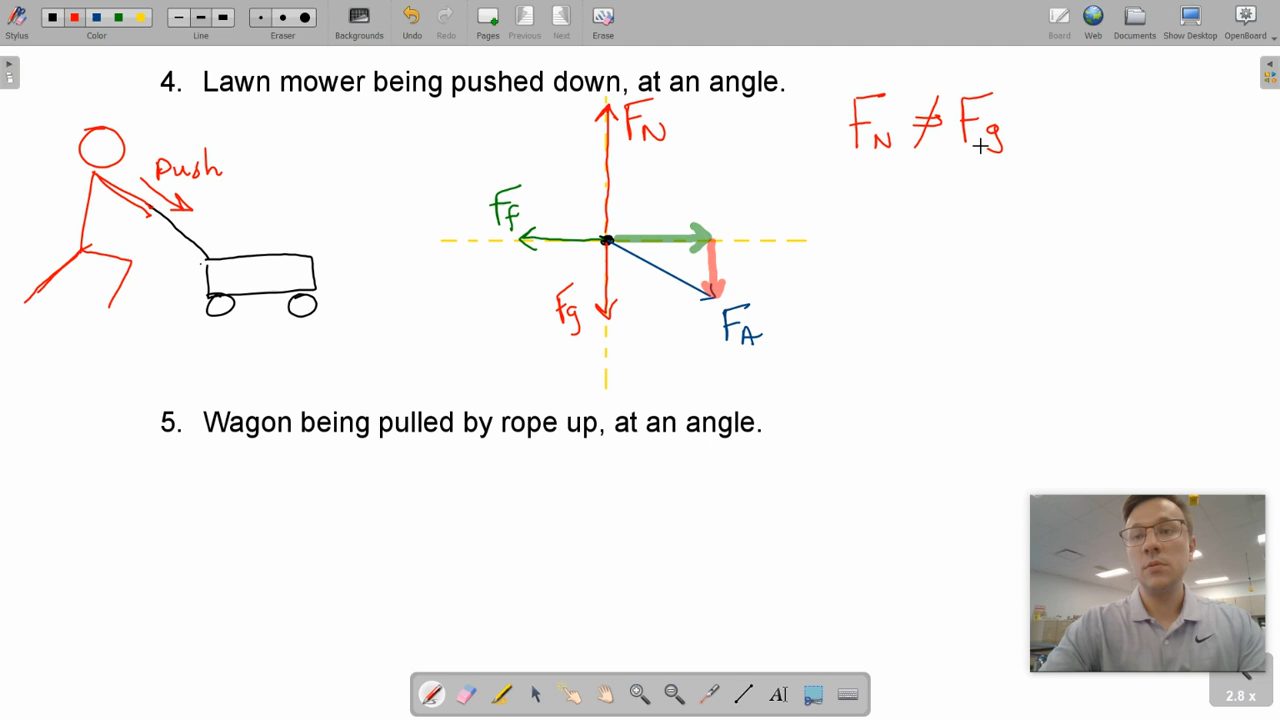 Stylus
Color
Line
Eraser
Backgrounds
Undo
Redo
Pages
Previous
Next
Erase
Board
Web
Documents
Show Desktop
OpenBoard
4. Lawn mower being pushed down, at an angle.
FN ≠ Fg
FN
Push
Ff
Fg
FA
5. Wagon being pulled by rope up, at an angle.
AI
2.8 x